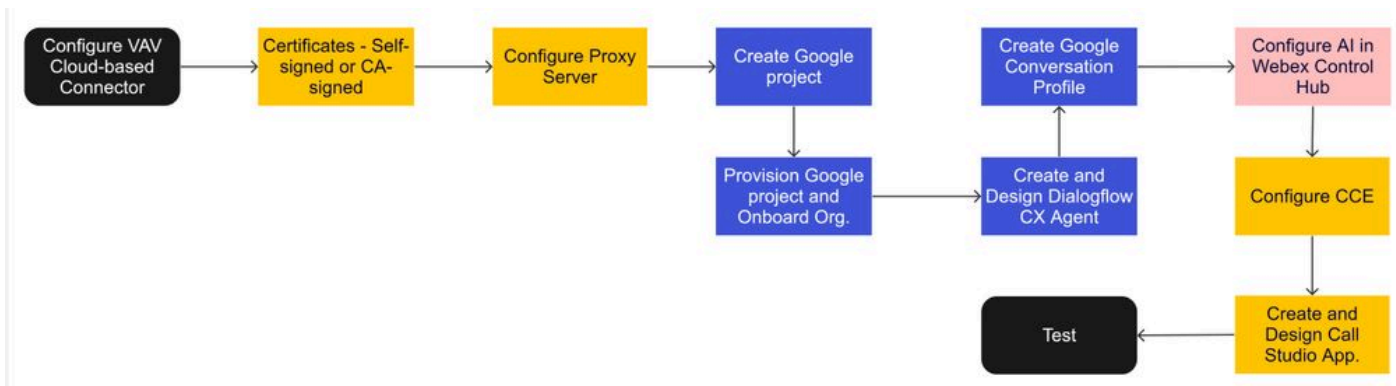 Configure VAV
Cloud-based
Connector
Certificates - Self-
signed or CA-
signed
Configure Proxy
Server
Create Google
project
Provision Google
project and
Onboard Org.
Create and
Design Dialogflow
CX Agent
Create Google
Conversation
Profile
Configure AI in
Webex Control
Hub
Configure CCE
Create and
Design Call
Studio App.
Test